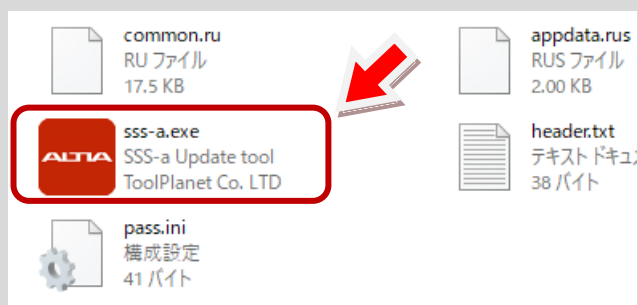 common.ru
RU ファイル
17.5 KB
appdata.rus
RUS ファイル
2.00 KB
ALTIA
sss-a.exe
SSS-a Update tool
ToolPlanet Co. LTD
header.txt
テキスト ドキュ
38 バイト
pass.ini
構成設定
41 バイト